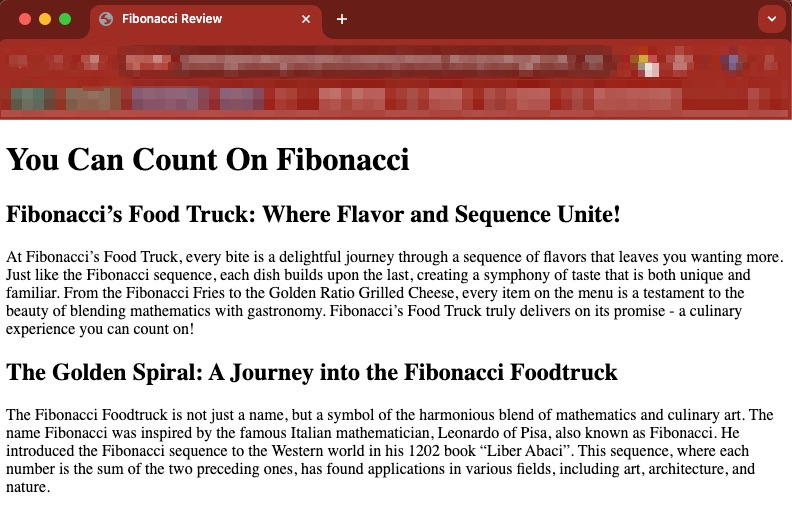 Fibonacci Review
You Can Count On Fibonacci
Fibonacci’s Food Truck: Where Flavor and Sequence Unite!
At Fibonacci’s Food Truck, every bite is a delightful journey through a sequence of flavors that leaves you wanting more.
Just like the Fibonacci sequence, each dish builds upon the last, creating a symphony of taste that is both unique and
familiar. From the Fibonacci Fries to the Golden Ratio Grilled Cheese, every item on the menu is a testament to the
beauty of blending mathematics with gastronomy. Fibonacci’s Food Truck truly delivers on its promise - a culinary
experience you can count on!
The Golden Spiral: A Journey into the Fibonacci Foodtruck
The Fibonacci Foodtruck is not just a name, but a symbol of the harmonious blend of mathematics and culinary art. The
name Fibonacci was inspired by the famous Italian mathematician, Leonardo of Pisa, also known as Fibonacci. He
introduced the Fibonacci sequence to the Western world in his 1202 book “Liber Abaci”. This sequence, where each
number is the sum of the two preceding ones, has found applications in various fields, including art, architecture, and
nature.